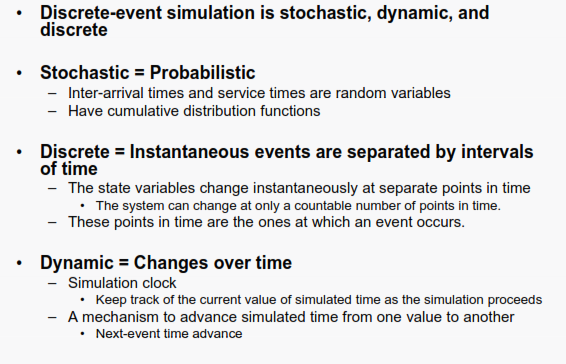 • Discrete-event simulation is stochastic, dynamic, and
discrete
• Stochastic = Probabilistic
– Inter-arrival times and service times are random variables
– Have cumulative distribution functions
• Discrete = Instantaneous events are separated by intervals
of time
– The state variables change instantaneously at separate points in time
• The system can change at only a countable number of points in time.
– These points in time are the ones at which an event occurs.
• Dynamic = Changes over time
– Simulation clock
• Keep track of the current value of simulated time as the simulation proceeds
– A mechanism to advance simulated time from one value to another
• Next-event time advance